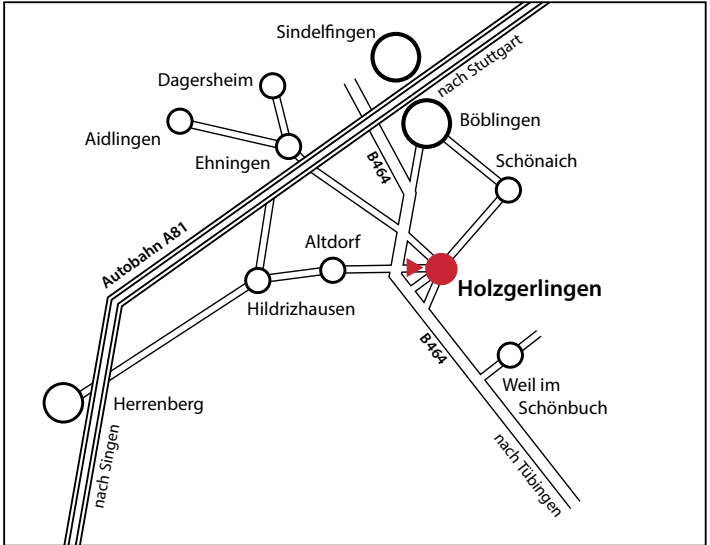 Sindelfingen
nach Stuttgart
Dagersheim
Böblingen
Aidlingen
Ehningen
B464
Schönaich
Autobahn A81
Altdorf
Holzgerlingen
Hildrizhausen
B464
Weil im
Schönbuch
Herrenberg
nach Singen
nach Tübingen